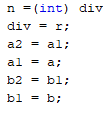 n =(int) div
div = r;
a2 = a1;
a1 = a;
b2 = b1;
b1 = b;